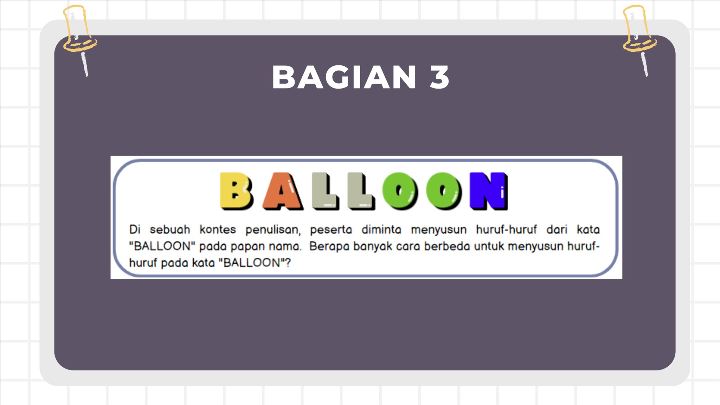 BAGIAN 3
BALLOON
Di sebuah kontes penulisan, peserta diminta menyusun huruf-huruf dari kata
"BALLOON" pada papan nama. Berapa banyak cara berbeda untuk menyusun huruf-
huruf pada kata "BALLOON"?